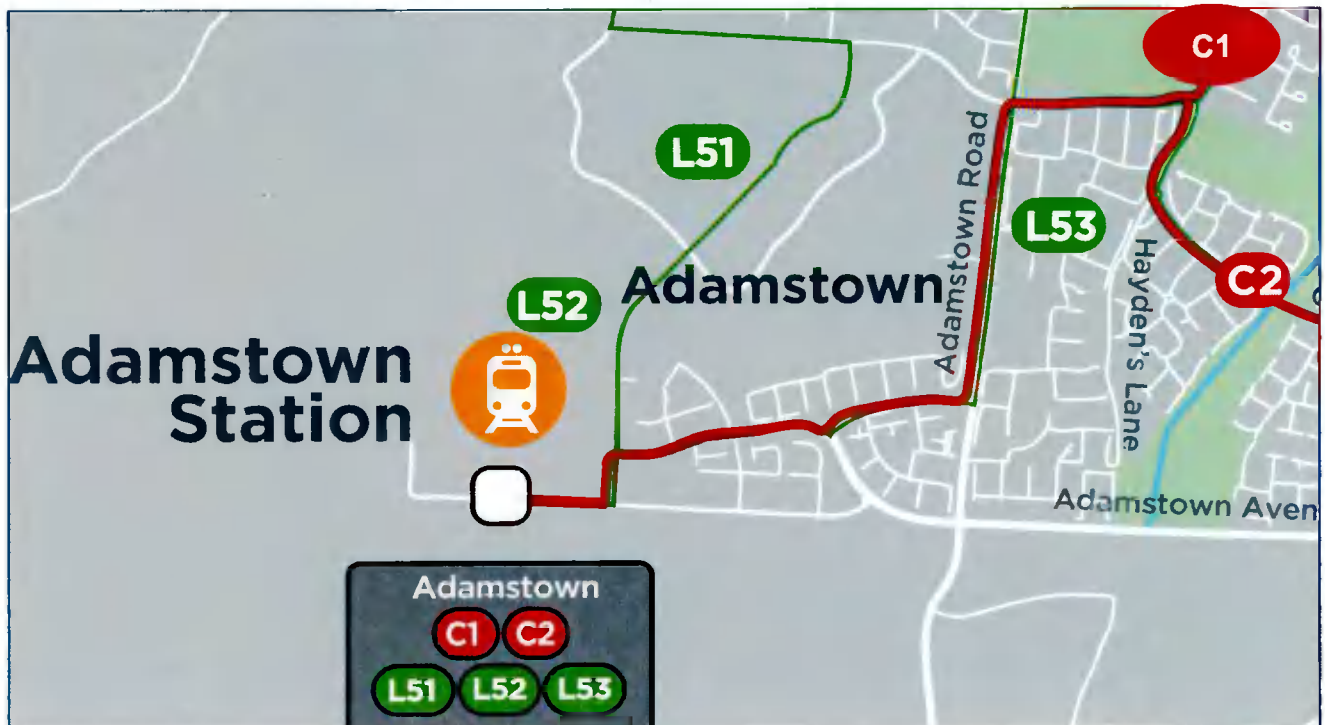 C1
L51
Adamstown Road
L53
Hayden's Lane
C2
L52
Adamstown
Adamstown
Station
Adamstown Aven
Adamstown
C1 C2
L51 L52 L53